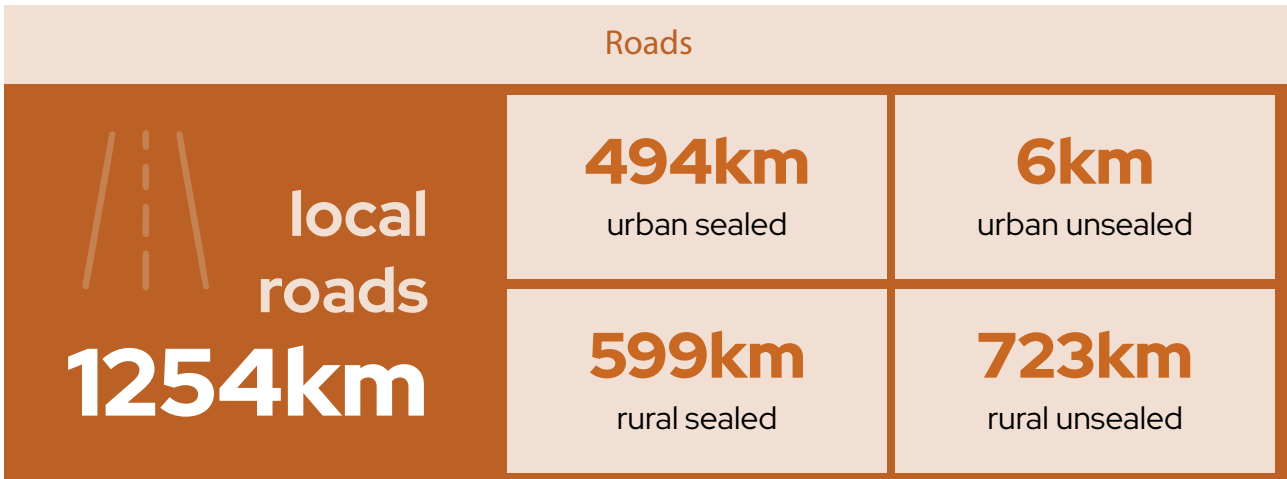 Roads
local
roads
1254km
494km
urban sealed
6km
urban unsealed
599km
rural sealed
723km
rural unsealed